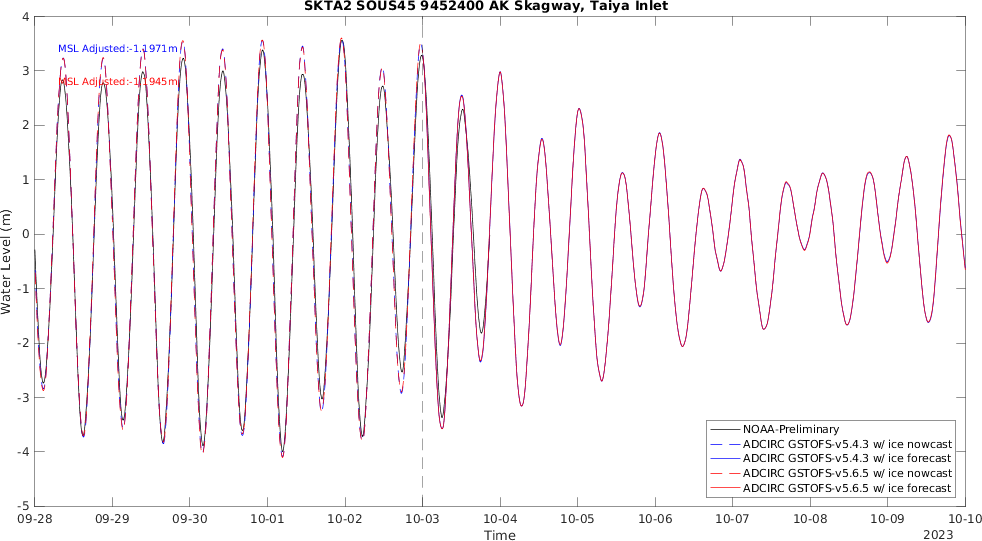 SKTA2 SOUS45 9452400 AK Skagway, Taiya Inlet
MSL Adjusted:-1.1971m
MSL Adjusted:-1.1945m
Water Level (m)
4
3
2
1
0
-1
-2
-3
-4
-5
NOAA-Preliminary
ADCIRC GSTOFS-v5.4.3 w/ ice nowcast
ADCIRC GSTOFS-v5.4.3 w/ ice forecast
ADCIRC GSTOFS-v5.6.5 w/ ice nowcast
ADCIRC GSTOFS-v5.6.5 w/ ice forecast
09-28 09-29 09-30 10-01 10-02 10-03 10-04 10-05 10-06 10-07 10-08 10-09 10-10
Time
2023